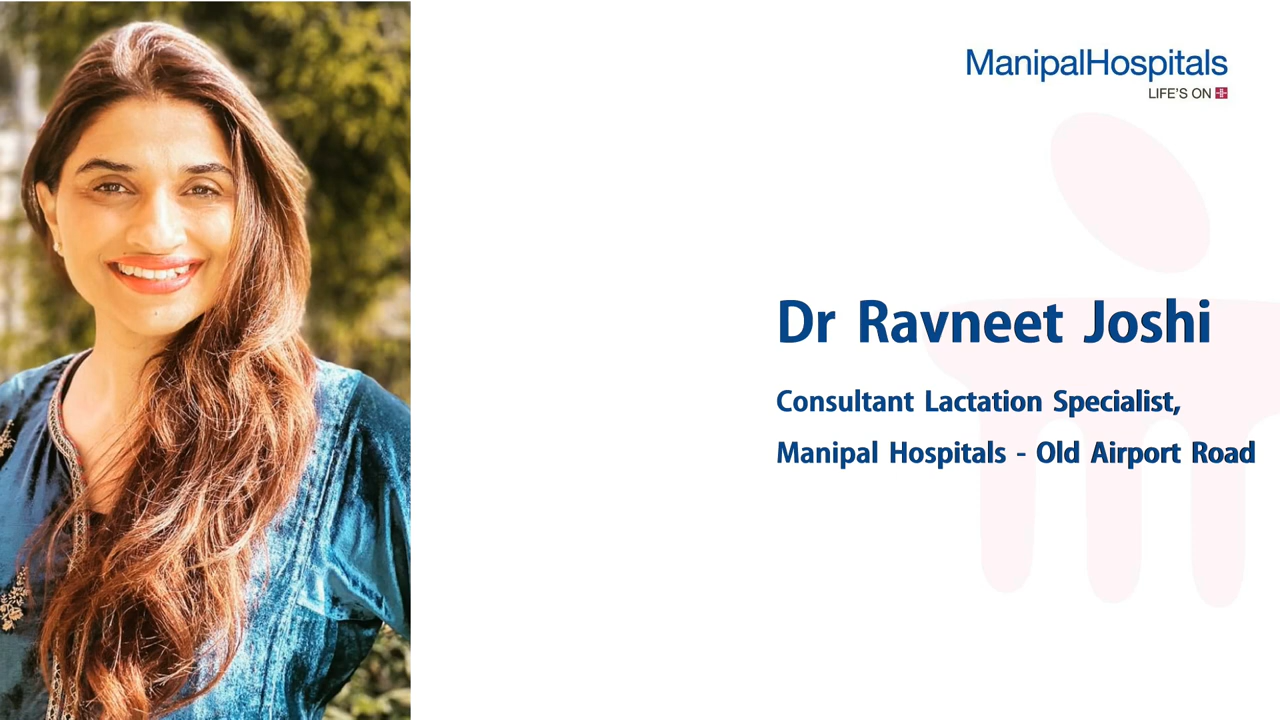 ManipalHospitals
LIFE'S ON
Dr Ravneet Joshi
Consultant Lactation Specialist,
Manipal Hospitals - Old Airport Road